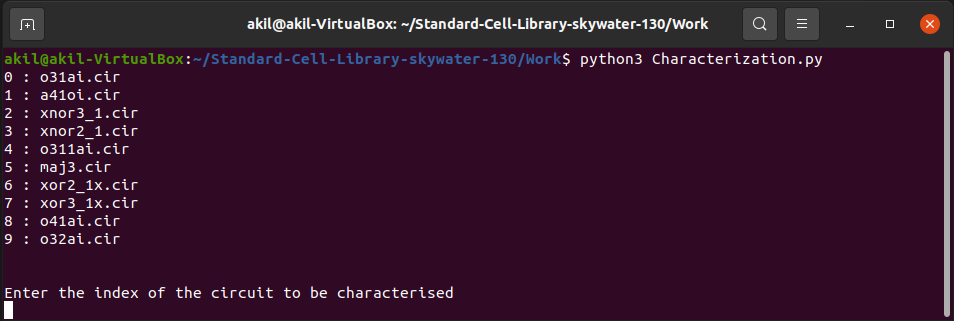 akil@akil-VirtualBox: ~/Standard-Cell-Library-skywater-130/Work
akil@akil-VirtualBox:~/Standard-Cell-Library-skywater-130/Work$ python3 Characterization.py
0 : o31ai.cir
1 : a41oi.cir
2 : xnor3_1.cir
3 : xnor2_1.cir
4 : o311ai.cir
5 : maj3.cir
6 : xor2_1x.cir
7 : xor3_1x.cir
8 : o41ai.cir
9 : o32ai.cir
Enter the index of the circuit to be characterised